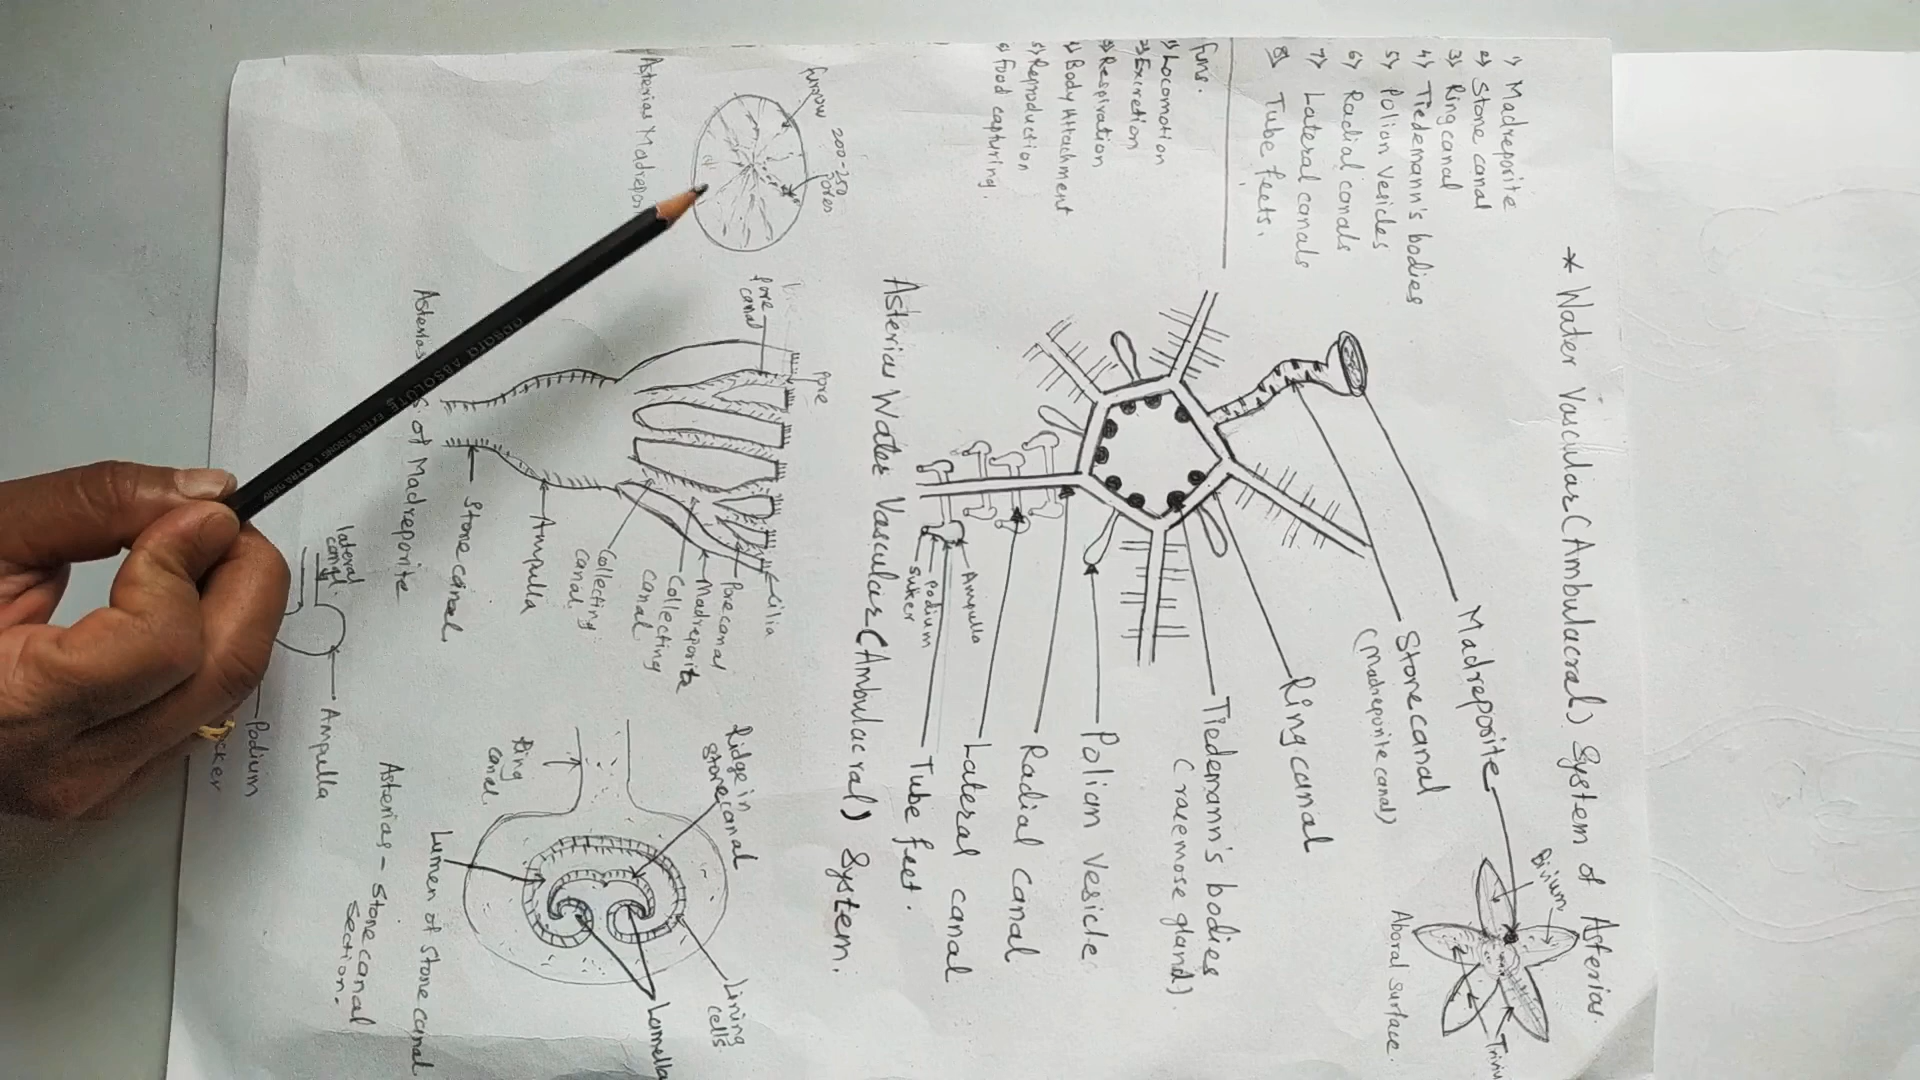 * Water Vascular (Ambulacral) System of Asterias.
1) Madreporite
2) Stone canal
3) Ring canal
4) Tiedemann's bodies
5) Polian Vesicles
6) Radial canals
7) Lateral canals
8) Tube feets.
Funs.
1) Locomotion
2) Excretion
3) Respiration
4) Body Attachment
5) Reproduction
6) Food capturing.
Madreporite
Stone canal
(Madreporite canal)
Ring canal
Tiedemann's bodies
(racemose gland)
Polian Vesicle
Radial canal
Lateral canal
Tube feet.
Ampulla
Podium
Suker
Bivium
Aboral surface.
Asterias Water Vascular (Ambulacral) System.
furrow
200-250
Pores
Asterias
Pore
canal
Pore
Cilia
Pore canal
Madreporite
Collecting
canal
Collecting
canal.
Ampulla
Stone canal
of Madreporite
Ridge in
stone canal
Lining
cells.
Lamella
Ring
canal.
Lumen of Stone canal
Asterias - Stone canal
section.
lateral
canal.
Ampulla
Podium